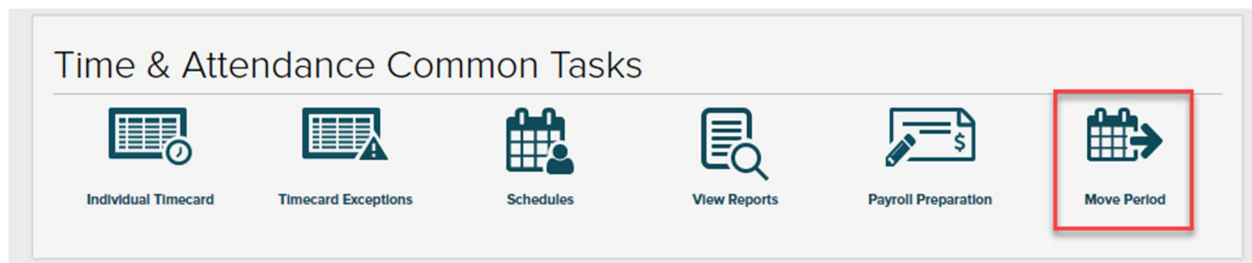 Time & Attendance Common Tasks
$
Individual Timecard
Timecard Exceptions
Schedules
View Reports
Payroll Preparation
Move Period